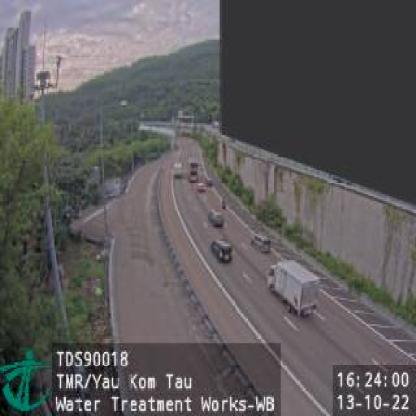 TDS90018
TMR/Yau Kom Tau
Water Treatment Works-WB
16:24:00
13-10-22